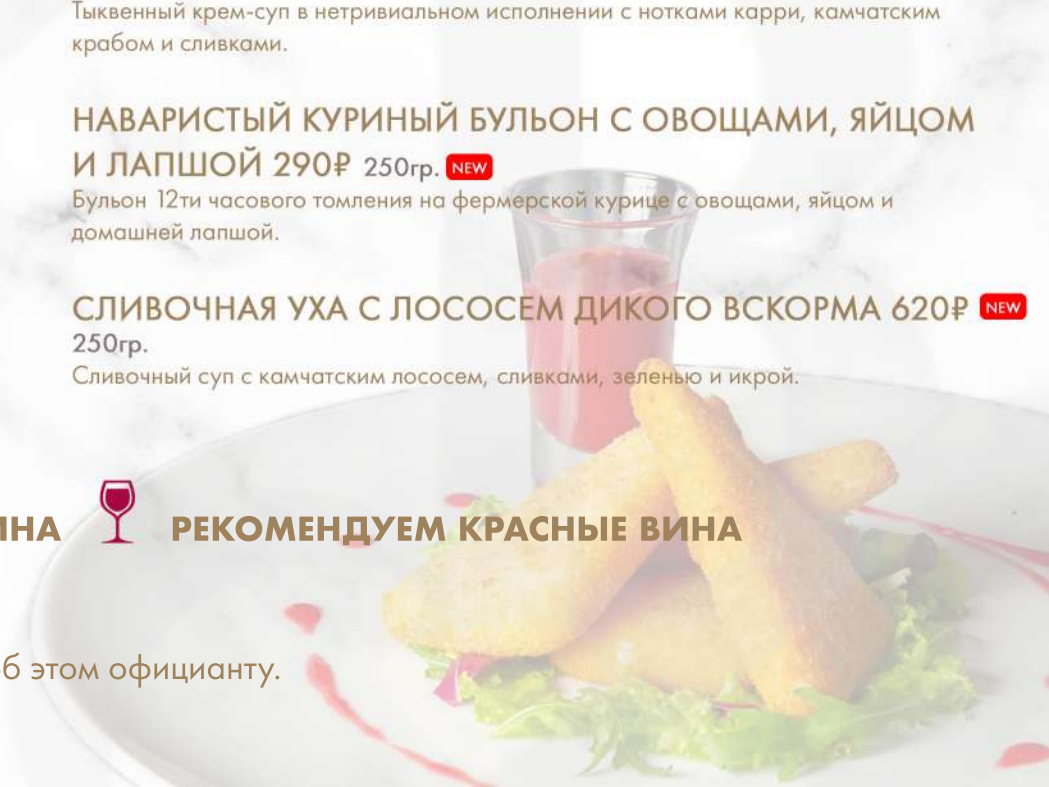 Тыквенный крем-суп в нетривиальном исполнении с нотками карри, камчатским
крабом и сливками.
НАВАРИСТЫЙ КУРИНЫЙ БУЛЬОН С ОВОЩАМИ, ЯЙЦОМ
И ЛАПШОЙ 290₽ 250гр. NEW
Бульон 12ти часового томления на фермерской курице с овощами, яйцом и
домашней лапшой.
СЛИВОЧНАЯ УХА С ЛОСОСЕМ ДИКОГО ВСКОРМА 620₽ NEW
250гр.
Сливочный суп с камчатским лососем, сливками, зеленью и икрой.
ИНА РЕКОМЕНДУЕМ КРАСНЫЕ ВИНА
об этом официанту.